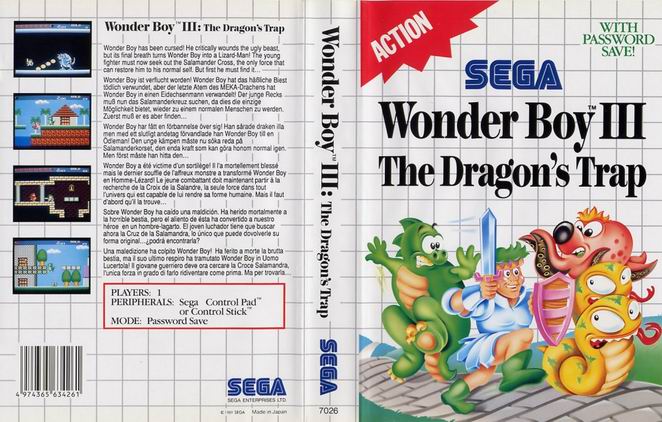 Wonder Boy™ III: The Dragon's Trap
Wonder Boy has been cursed! He critically wounds the ugly beast,
but its final breath turns Wonder Boy into a Lizard-Man! The young
fighter must now seek out the Salamander Cross, the only force that
can restore him to his normal self. But first he must find it…
Wonder Boy ist verflucht worden! Wonder Boy hat das häßliche Biest
tödlich verwundet, aber der letzte Atem des MEKA-Drachens hat
Wonder Boy in einen Eidechsenmann verwandelt! Der junge Recks
muß nun das Salamanderkreuz suchen, da dies die einzige
Möglichkeit bietet, wieder zu einem normalen Menschen zu werden.
Zuerst muß er es aber finden…
Wonder Boy har fått en förbannelse över sig! Han sårade draken illa
men med ett slutligt andetag förvandlade han Wonder Boy till en
Ödleman! Den unge kämpen måste nu söka reda på
Salamanderkorset, den enda kraft som kan göra honom normal igen.
Men först måste han hitta den…
Wonder Boy a été victime d'un sortilège! Il l'a mortellement blessé
mais le dernier souffle de l'affreux monstre a transformé Wonder Boy
en Homme-Lézard! Le jeune combattant doit maintenant partir à la
recherche de la Croix de la Salandre, la seule force dans tout
l'univers qui est capable de lui rendre sa forme humaine. Mais il faut
d'abord qu'il la trouve…
Sobre Wonder Boy ha caído una maldición. Ha herido mortalmente a
la horrible bestia, pero el aliento de ésta ha convertido a nuestro
héroe en un hombre-lagarto. El joven luchador tiene que buscar
ahora la Cruz de la Salamandra, lo único que puede devolverle su
forma original…¿podrá encontrarla?
Una maledizione ha colpito Wonder Boy! Ha ferito a morte la brutta
bestia, ma il suo ultimo respiro ha tramutato Wonder Boy in Uomo
Lucertola! Il giovane guerriero deve ora cercare la Croce Salamandra,
l'unica forza in grado di farlo ridiventare come prima. Ma per trovarla…
PLAYERS: 1
PERIPHERALS: Sega Control Pad™
or Control Stick™
MODE: Password Save
4974365634261
SEGA
SEGA ENTERPRISES LTD.
© 1991 SEGA Made in Japan
Wonder Boy™ III: The Dragon's Trap
SEGA
7026
ACTION
WITH
PASSWORD
SAVE!
SEGA
Wonder Boy™ III
The Dragon's Trap